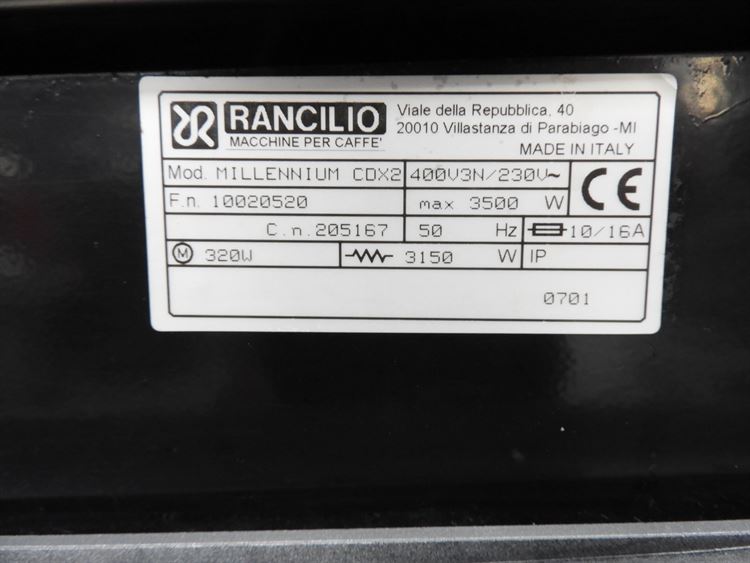 RANCILIO
MACCHINE PER CAFFE'
Viale della Repubblica, 40
20010 Villastanza di Parabiago -MI
MADE IN ITALY
Mod. MILLENNIUM CDX2 400V3N/230V~ CE
F.n. 10020520 max 3500 W
C.n.205167 50 Hz 10/16A
M 320W 3150 W IP
0701